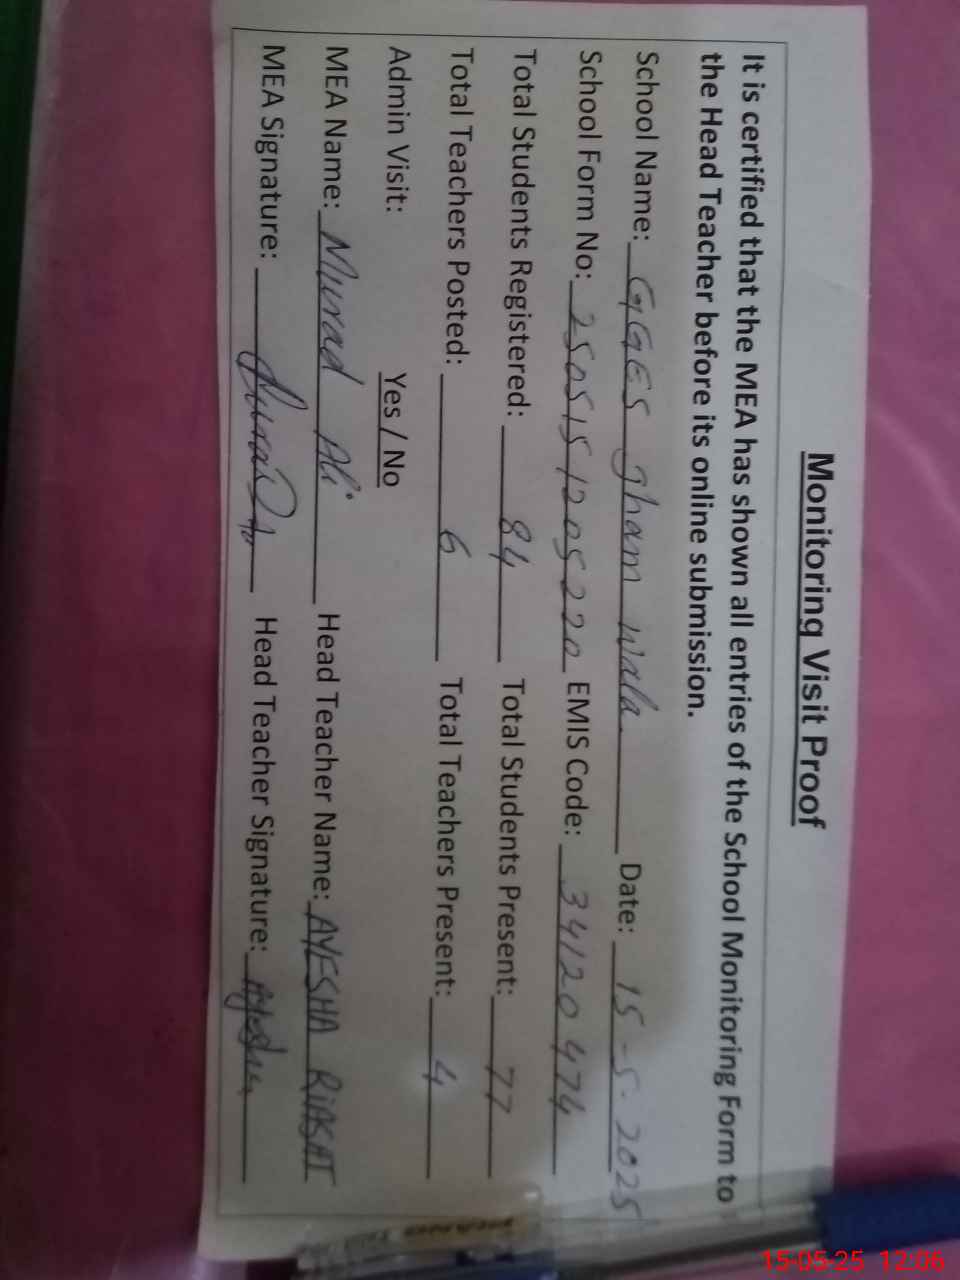 Monitoring Visit Proof
It is certified that the MEA has shown all entries of the School Monitoring Form to
the Head Teacher before its online submission.
School Name: GGES Jham Wala Date: 15-5-2025
School Form No: 2505151205220 EMIS Code: 34120474
Total Students Registered: 84 Total Students Present: 77
Total Teachers Posted: 6 Total Teachers Present: 4
Admin Visit: Yes / No
MEA Name: Murad Ali Head Teacher Name: AYESHA RIASAT
MEA Signature: Head Teacher Signature:
15-05-25 12:06